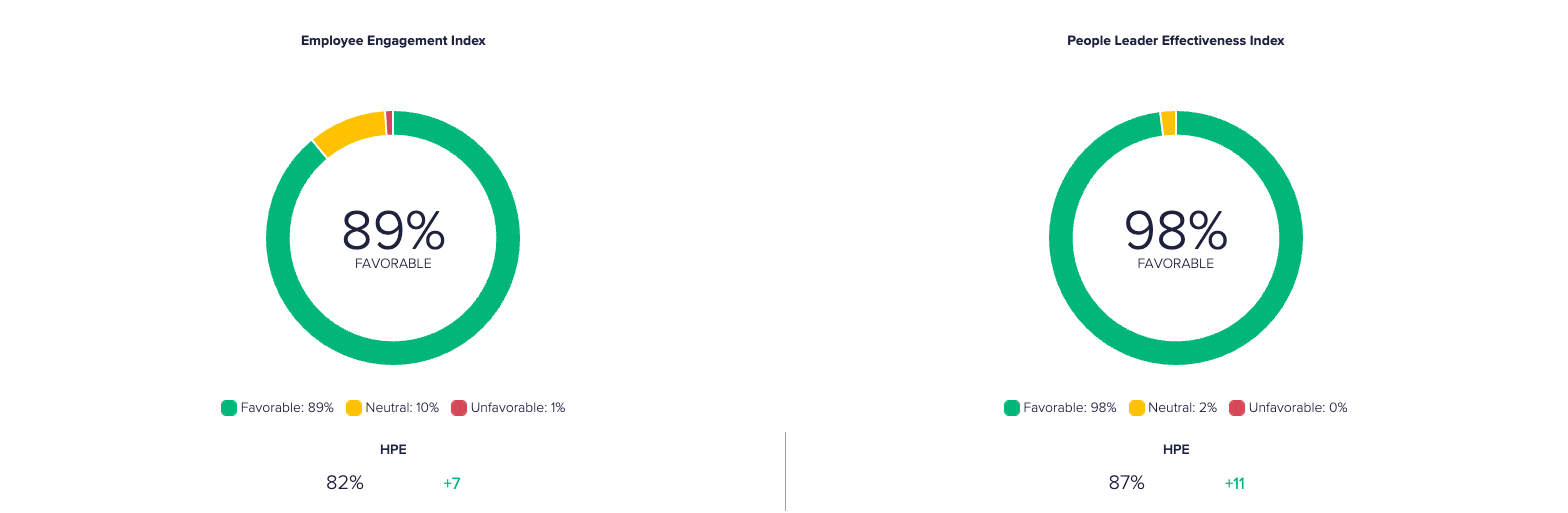 Employee Engagement Index
89%
FAVORABLE
Favorable: 89% Neutral: 10% Unfavorable: 1%
HPE
82% +7
People Leader Effectiveness Index
98%
FAVORABLE
Favorable: 98% Neutral: 2% Unfavorable: 0%
HPE
87% +11